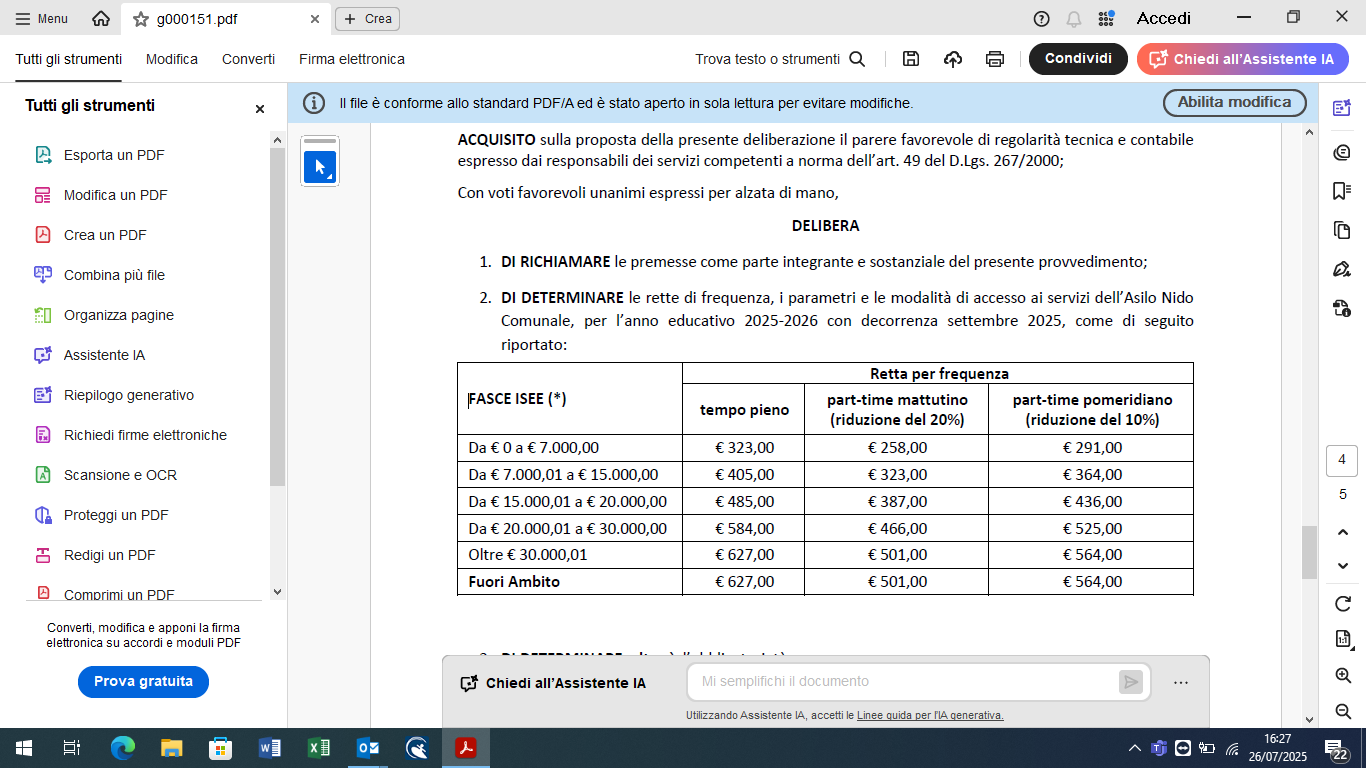 Menu
g000151.pdf
Crea
Accedi
Tutti gli strumenti
Modifica
Converti
Firma elettronica
Trova testo o strumenti
Condividi
Chiedi all'Assistente IA
Tutti gli strumenti
Esporta un PDF
Modifica un PDF
Crea un PDF
Combina più file
Organizza pagine
Assistente IA
Riepilogo generativo
Richiedi firme elettroniche
Scansione e OCR
Proteggi un PDF
Redigi un PDF
Comprimi un PDF
Converti, modifica e apponi la firma
elettronica su accordi e moduli PDF
Prova gratuita
Il file è conforme allo standard PDF/A ed è stato aperto in sola lettura per evitare modifiche.
Abilita modifica
ACQUISITO sulla proposta della presente deliberazione il parere favorevole di regolarità tecnica e contabile
espresso dai responsabili dei servizi competenti a norma dell'art. 49 del D.Lgs. 267/2000;
Con voti favorevoli unanimi espressi per alzata di mano,
DELIBERA
1. DI RICHIAMARE le premesse come parte integrante e sostanziale del presente provvedimento;
2. DI DETERMINARE le rette di frequenza, i parametri e le modalità di accesso ai servizi dell'Asilo Nido
Comunale, per l'anno educativo 2025-2026 con decorrenza settembre 2025, come di seguito
riportato:
FASCE ISEE (*)
Retta per frequenza
tempo pieno
part-time mattutino
(riduzione del 20%)
part-time pomeridiano
(riduzione del 10%)
Da € 0 a € 7.000,00 € 323,00 € 258,00 € 291,00
Da € 7.000,01 a € 15.000,00 € 405,00 € 323,00 € 364,00
Da € 15.000,01 a € 20.000,00 € 485,00 € 387,00 € 436,00
Da € 20.000,01 a € 30.000,00 € 584,00 € 466,00 € 525,00
Oltre € 30.000,01 € 627,00 € 501,00 € 564,00
Fuori Ambito € 627,00 € 501,00 € 564,00
Chiedi all'Assistente IA
Mi semplifichi il documento
Utilizzando Assistente IA, accetti le Linee guida per l'IA generativa.
4
5
1:1
16:27
26/07/2025
22